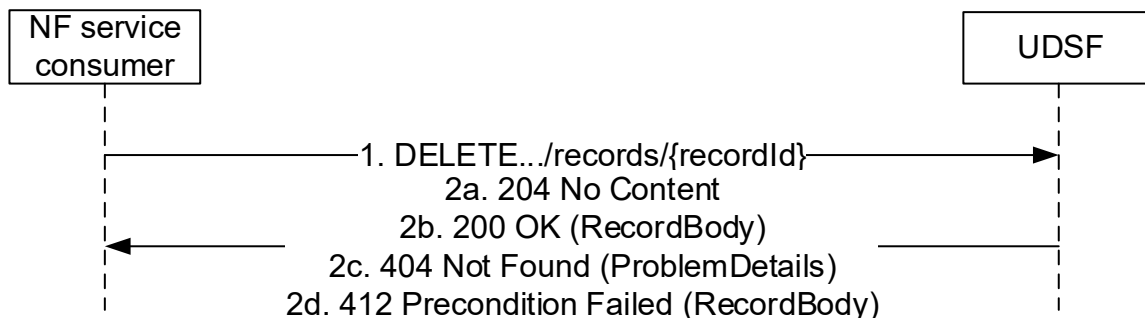 NF service
consumer
UDSF
1. DELETE.../records/{recordId}
2a. 204 No Content
2b. 200 OK (RecordBody)
2c. 404 Not Found (ProblemDetails)
2d. 412 Precondition Failed (RecordBody)